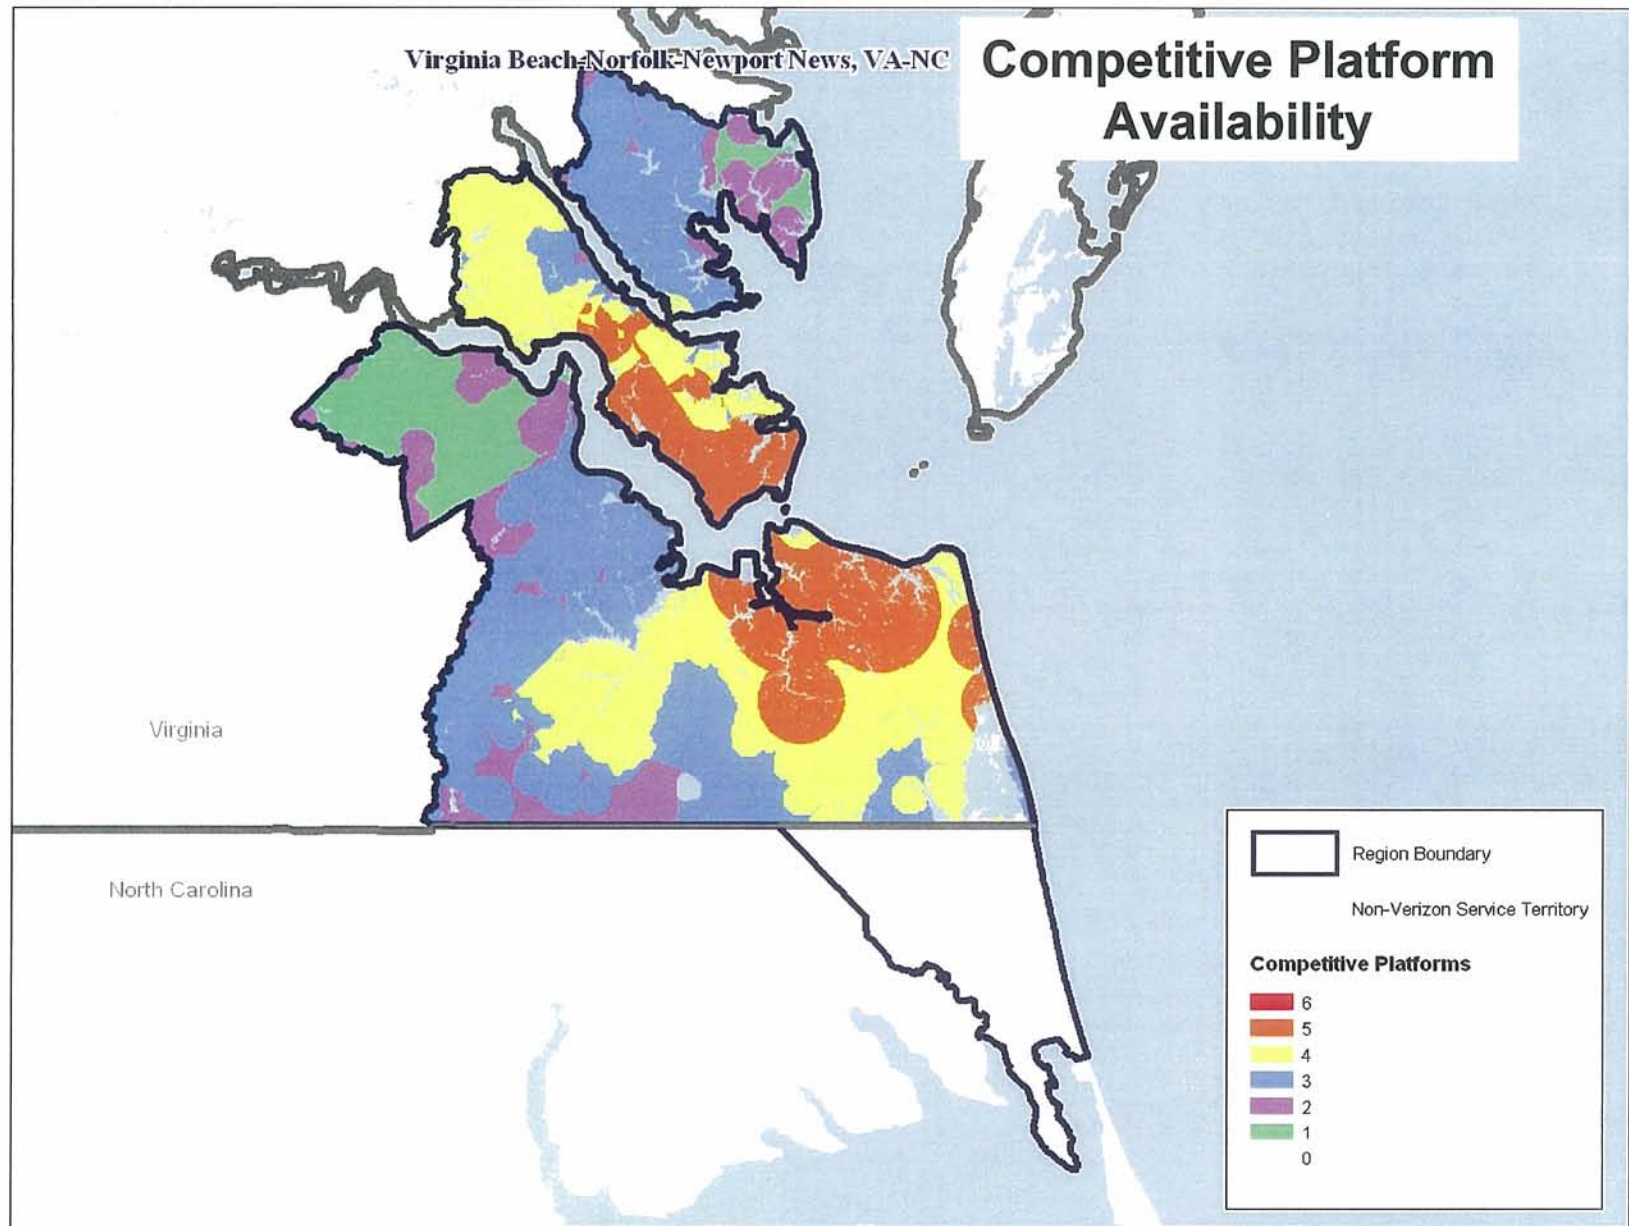 Virginia Beach-Norfolk-Newport News, VA-NC
Competitive Platform
Availability
Virginia
North Carolina
Region Boundary
Non-Verizon Service Territory
Competitive Platforms
6
5
4
3
2
1
0